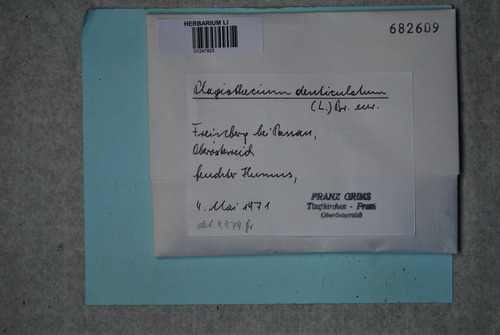 HERBARIUM LI
01247503
682609
Plagiothecium denticulatum
(L.) Br. eur.
Freinberg bei Passau,
Oberösterreich
feuchter Humus,
4. Mai 1971
FRANZ GRIMS
Taufkirchen - Pram
Oberösterreich